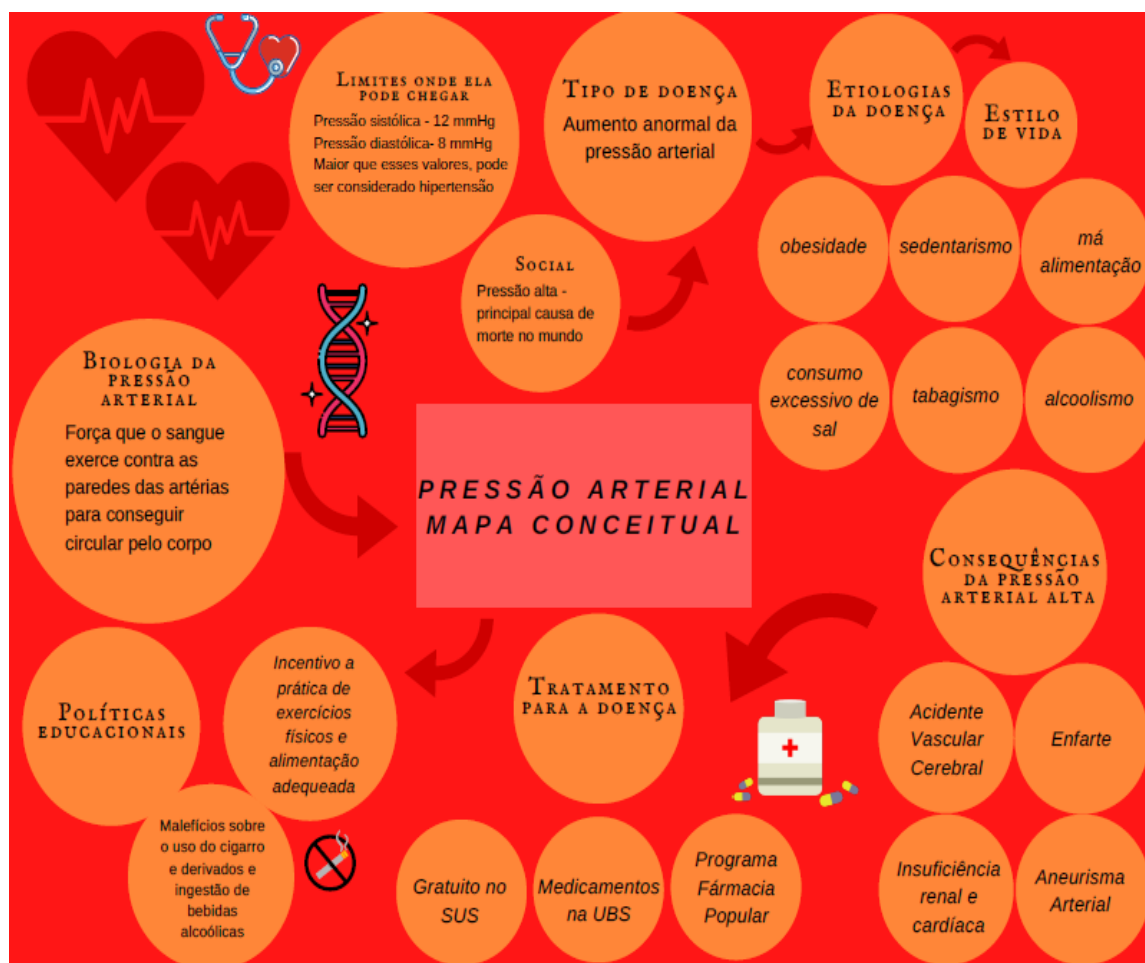 LIMITES ONDE ELA
PODE CHEGAR
Pressão sistólica - 12 mmHg
Pressão diastólica- 8 mmHg
Maior que esses valores, pode
ser considerado hipertensão
TIPO DE DOENÇA
Aumento anormal da
pressão arterial
ETIOLOGIAS
DA DOENÇA
ESTILO
DE VIDA
obesidade
sedentarismo
má
alimentação
consumo
excessivo de
sal
tabagismo
alcoolismo
SOCIAL
Pressão alta -
principal causa de
morte no mundo
BIOLOGIA DA
PRESSÃO
ARTERIAL
Força que o sangue
exerce contra as
paredes das artérias
para conseguir
circular pelo corpo
PRESSÃO ARTERIAL
MAPA CONCEITUAL
CONSEQUÊNCIAS
DA PRESSÃO
ARTERIAL ALTA
Acidente
Vascular
Cerebral
Enfarte
Insuficiência
renal e
cardíaca
Aneurisma
Arterial
TRATAMENTO
PARA A DOENÇA
Gratuito no
SUS
Medicamentos
na UBS
Programa
Fármacia
Popular
POLÍTICAS
EDUCACIONAIS
Incentivo a
prática de
exercícios
físicos e
alimentação
adequeada
Malefícios sobre
o uso do cigarro
e derivados e
ingestão de
bebidas
alcoólicas